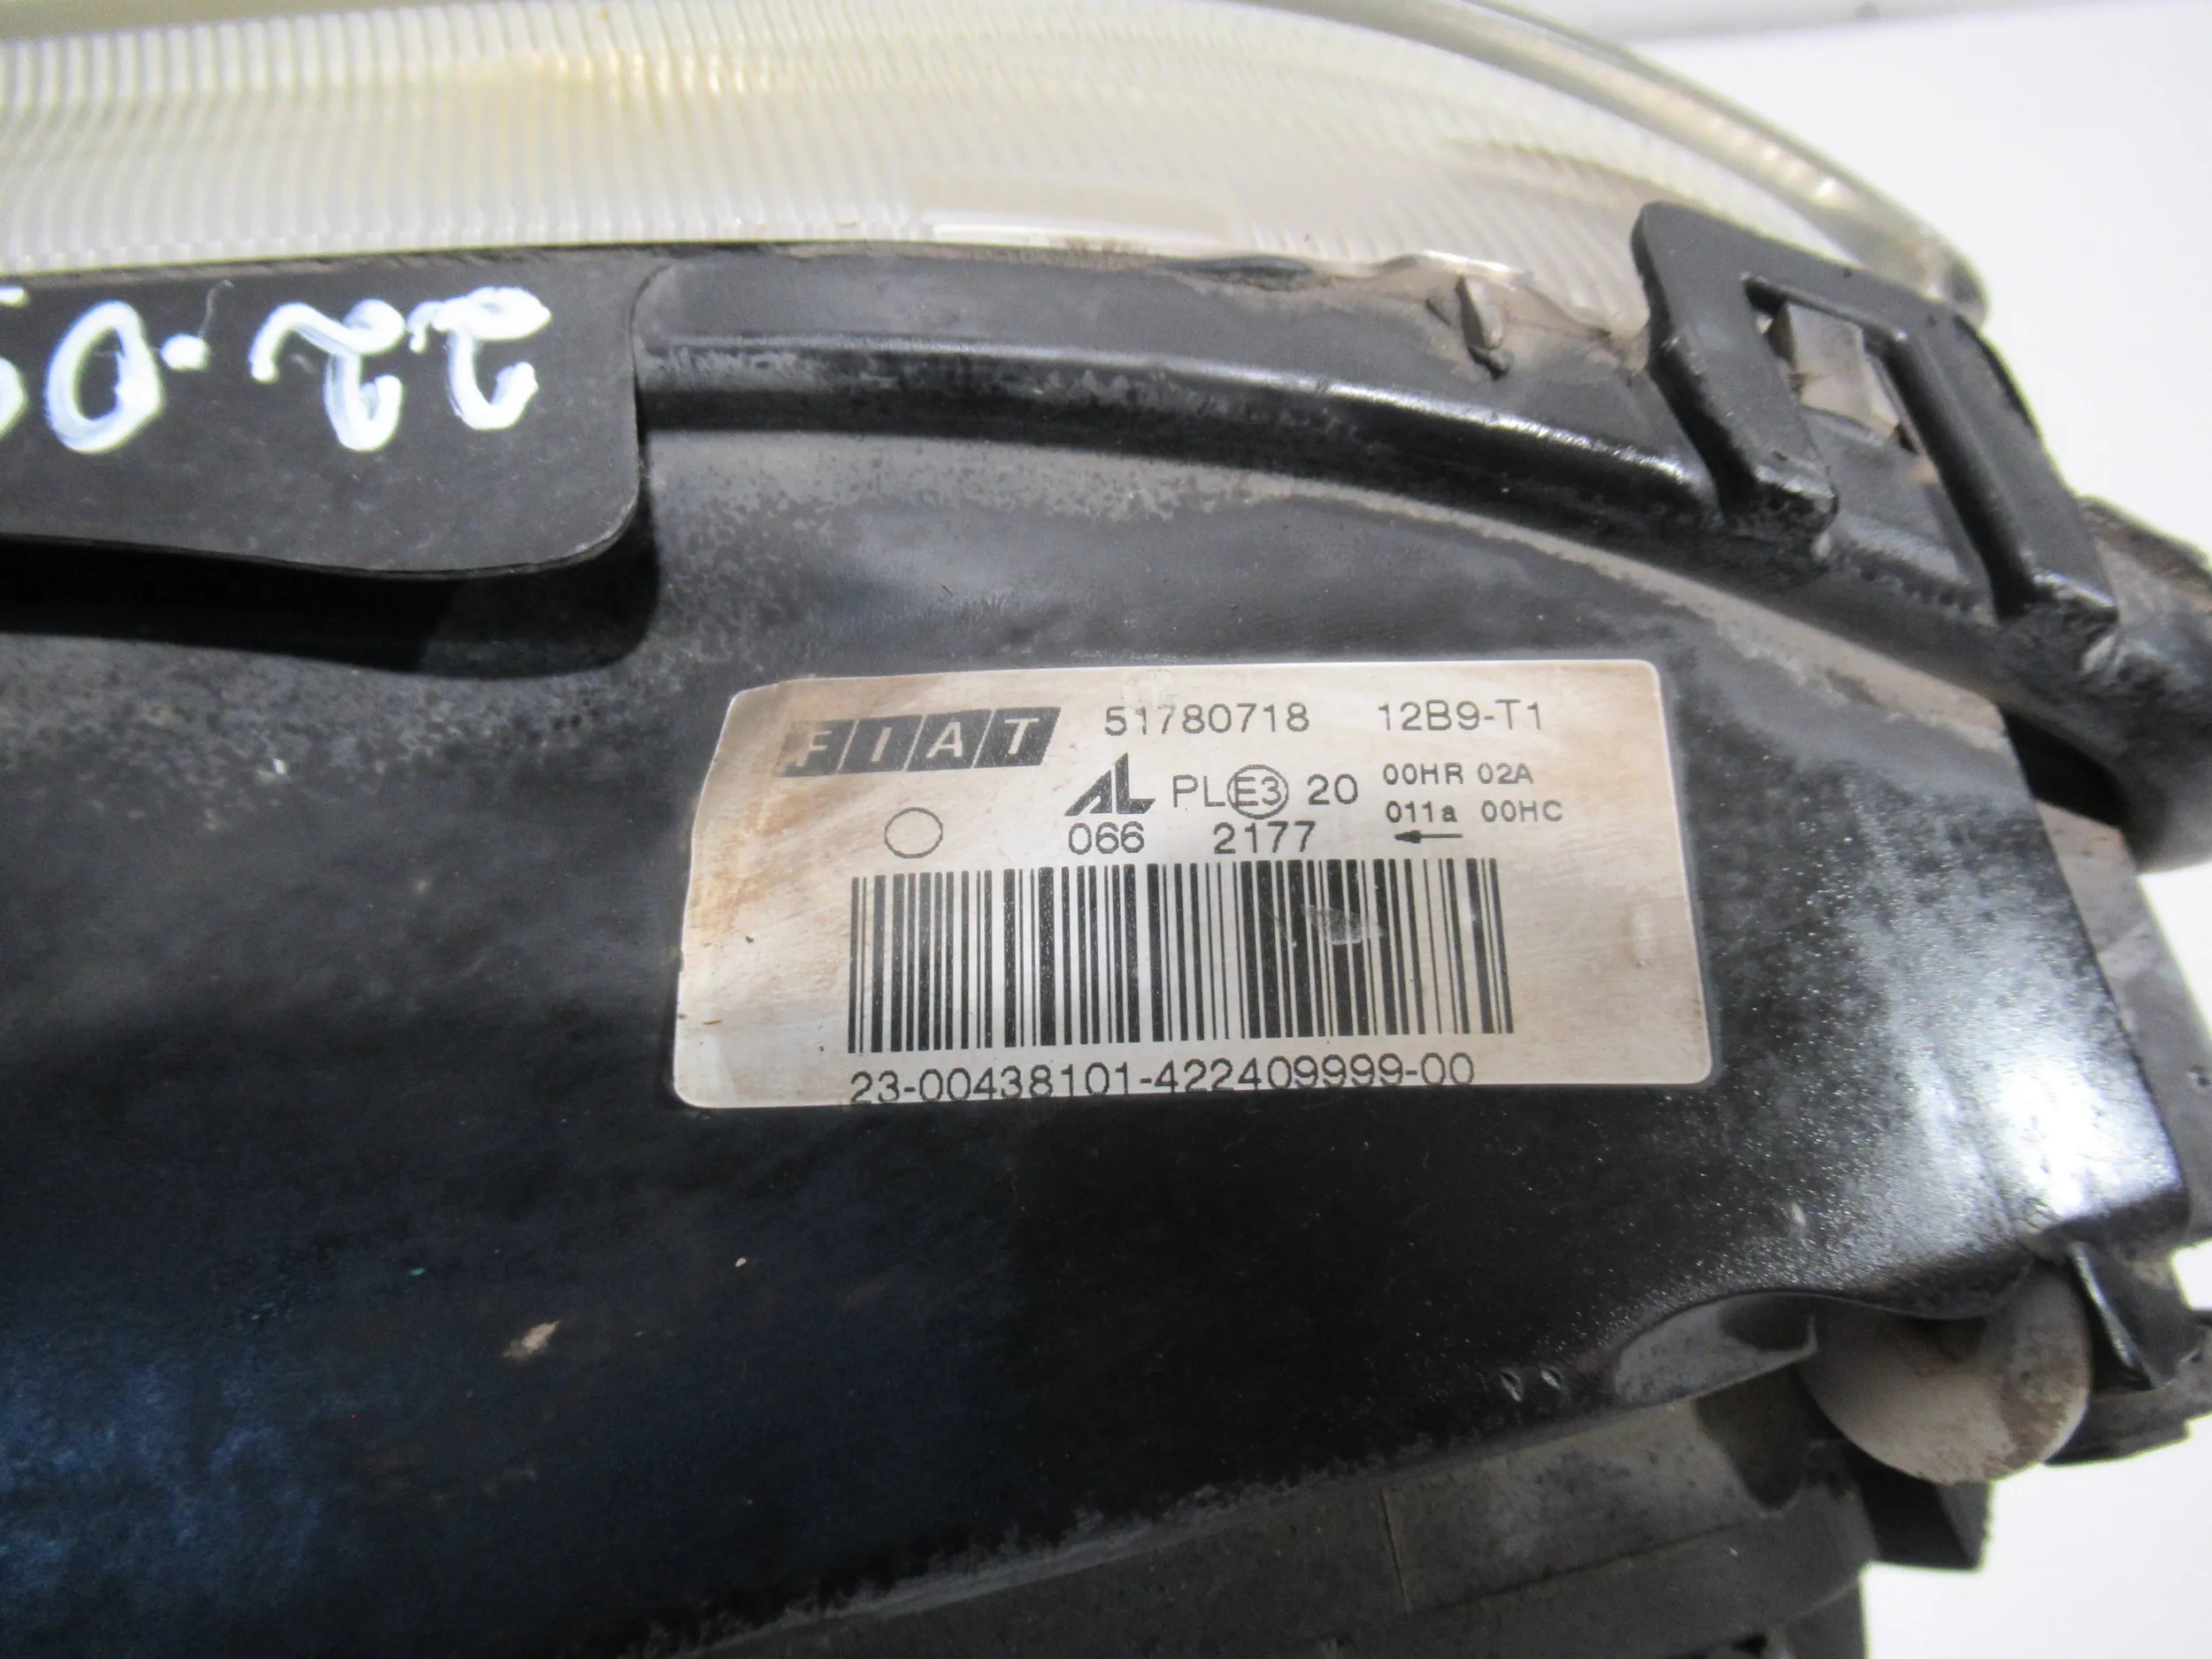 22-0
FIAT 51780718 12B9-T1
AL PL E3 20 00HR 02A
011a 00HC
066 2177
23-00438101-422409999-00